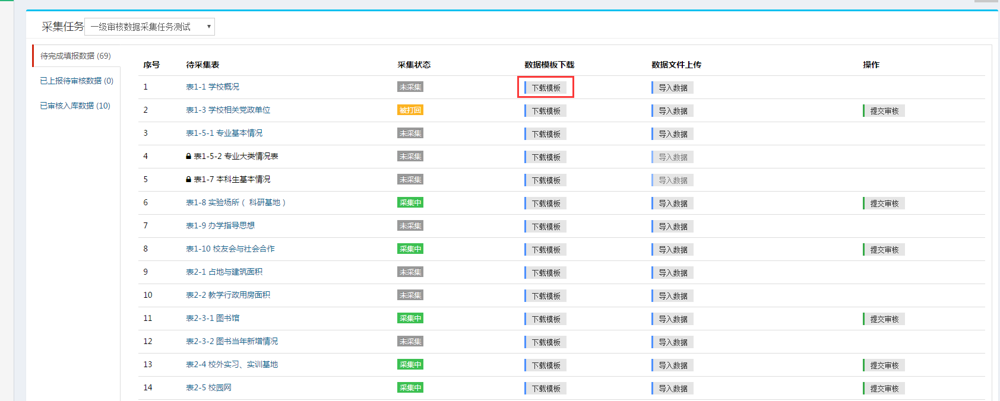 采集任务 一级审核数据采集任务测试
待完成填报数据 (69)
已上报待审核数据 (0)
已审核入库数据 (10)
序号 待采集表 采集状态 数据模板下载 数据文件上传 操作
1 表1-1 学校概况 未采集 下载模板 导入数据
2 表1-3 学校相关党政单位 被打回 下载模板 导入数据 提交审核
3 表1-5-1 专业基本情况 未采集 下载模板 导入数据
4 表1-5-2 专业大类情况表 未采集 下载模板 导入数据
5 表1-7 本科生基本情况 未采集 下载模板 导入数据
6 表1-8 实验场所（ 科研基地 ） 采集中 下载模板 导入数据 提交审核
7 表1-9 办学指导思想 未采集 下载模板 导入数据
8 表1-10 校友会与社会合作 采集中 下载模板 导入数据 提交审核
9 表2-1 占地与建筑面积 未采集 下载模板 导入数据
10 表2-2 教学行政用房面积 未采集 下载模板 导入数据
11 表2-3-1 图书馆 采集中 下载模板 导入数据 提交审核
12 表2-3-2 图书当年新增情况 未采集 下载模板 导入数据
13 表2-4 校外实习、实训基地 采集中 下载模板 导入数据 提交审核
14 表2-5 校园网 采集中 下载模板 导入数据 提交审核